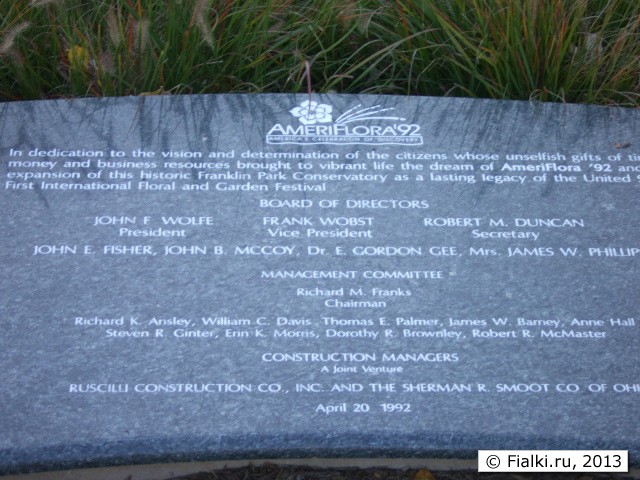 AMERIFLORA'92
AMERICA'S CELEBRATION OF DISCOVERY
In dedication to the vision and determination of the citizens whose unselfish gifts of
money and business resources brought to vibrant life the dream of AmeriFlora '92 and
expansion of this historic Franklin Park Conservatory as a lasting legacy of the United
First International Floral and Garden Festival
BOARD OF DIRECTORS
JOHN F. WOLFE FRANK WOBST ROBERT M. DUNCAN
President Vice President Secretary
JOHN E. FISHER, JOHN B. MCCOY, Dr. E. GORDON GEE, Mrs. JAMES W. PHILLIP
MANAGEMENT COMMITTEE
Richard M. Franks
Chairman
Richard K. Ansley, William C. Davis, Thomas E. Palmer, James W. Barney, Anne Hall
Steven R. Ginter, Erin K. Morris, Dorothy R. Brownley, Robert R. McMaster
CONSTRUCTION MANAGERS
A Joint Venture
RUSCILLI CONSTRUCTION CO., INC. AND THE SHERMAN R. SMOOT CO. OF OHI
April 20 1992
© Fialki.ru, 2013